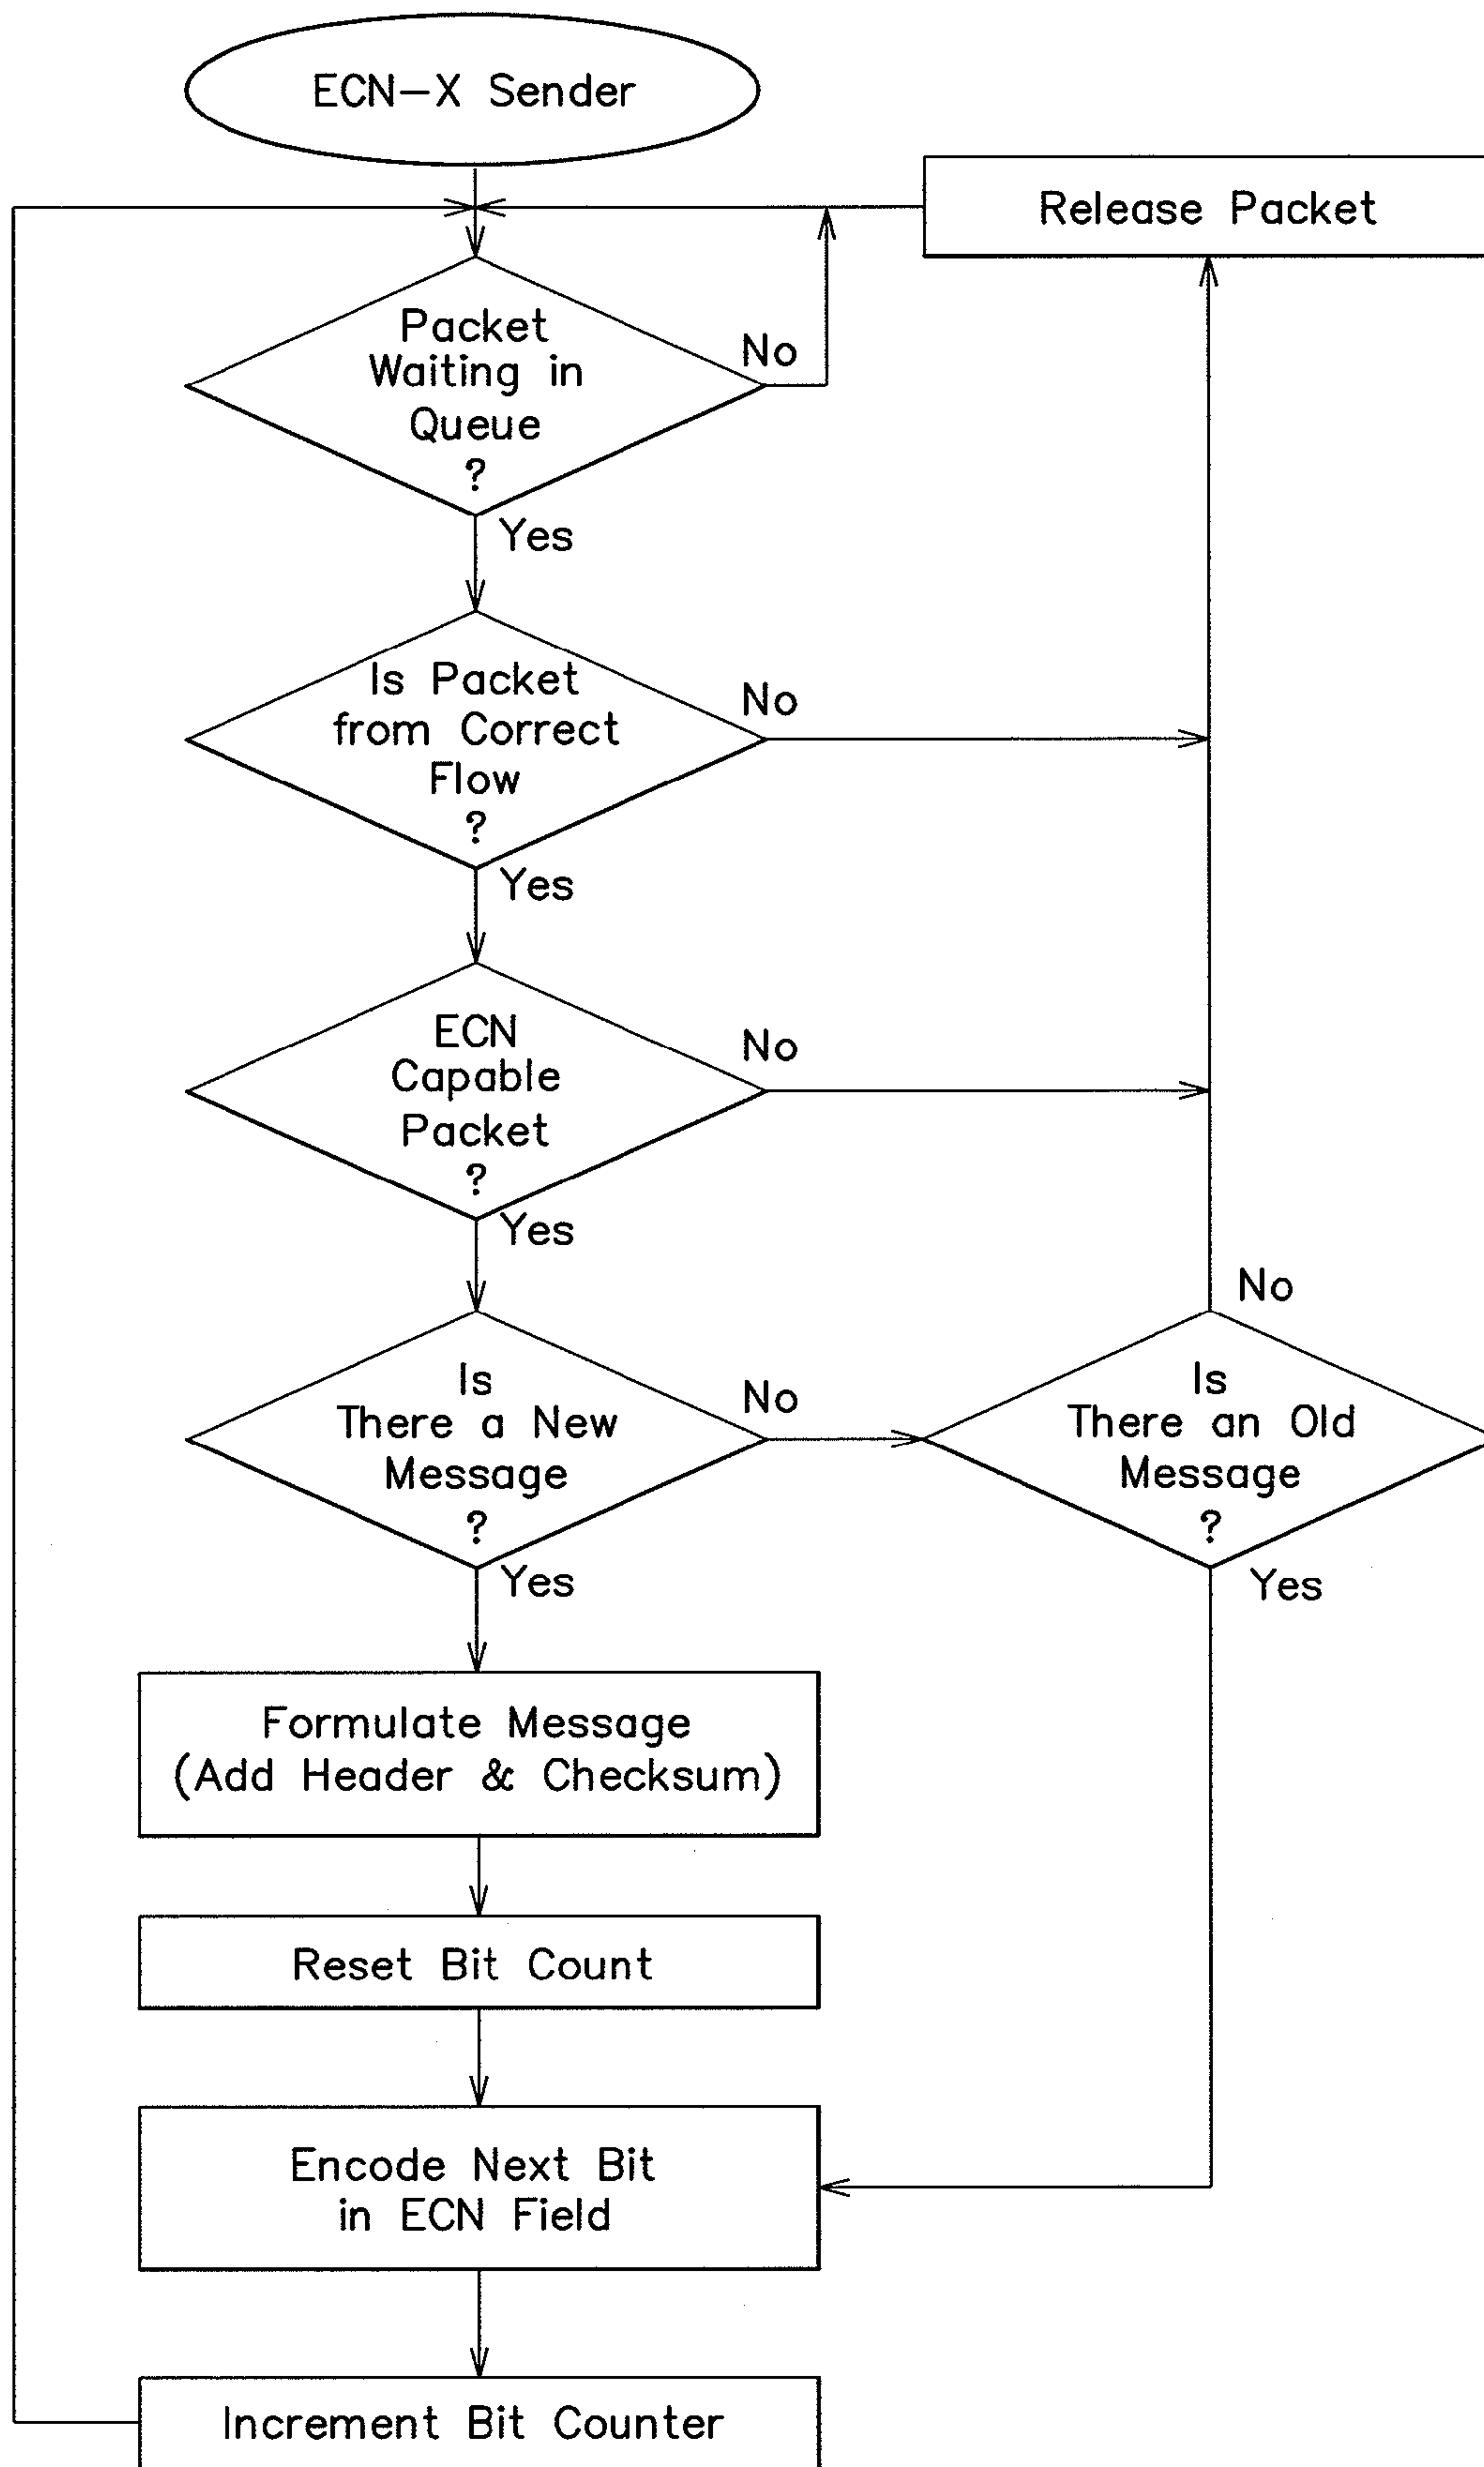 ECN-X Sender
Release Packet
Packet
Waiting in
Queue
?
No
Yes
Is Packet
from Correct
Flow
?
No
Yes
ECN
Capable
Packet
?
No
Yes
Is
There a New
Message
?
No
Yes
Is
There an Old
Message
?
No
Yes
Formulate Message
(Add Header & Checksum)
Reset Bit Count
Encode Next Bit
in ECN Field
Increment Bit Counter